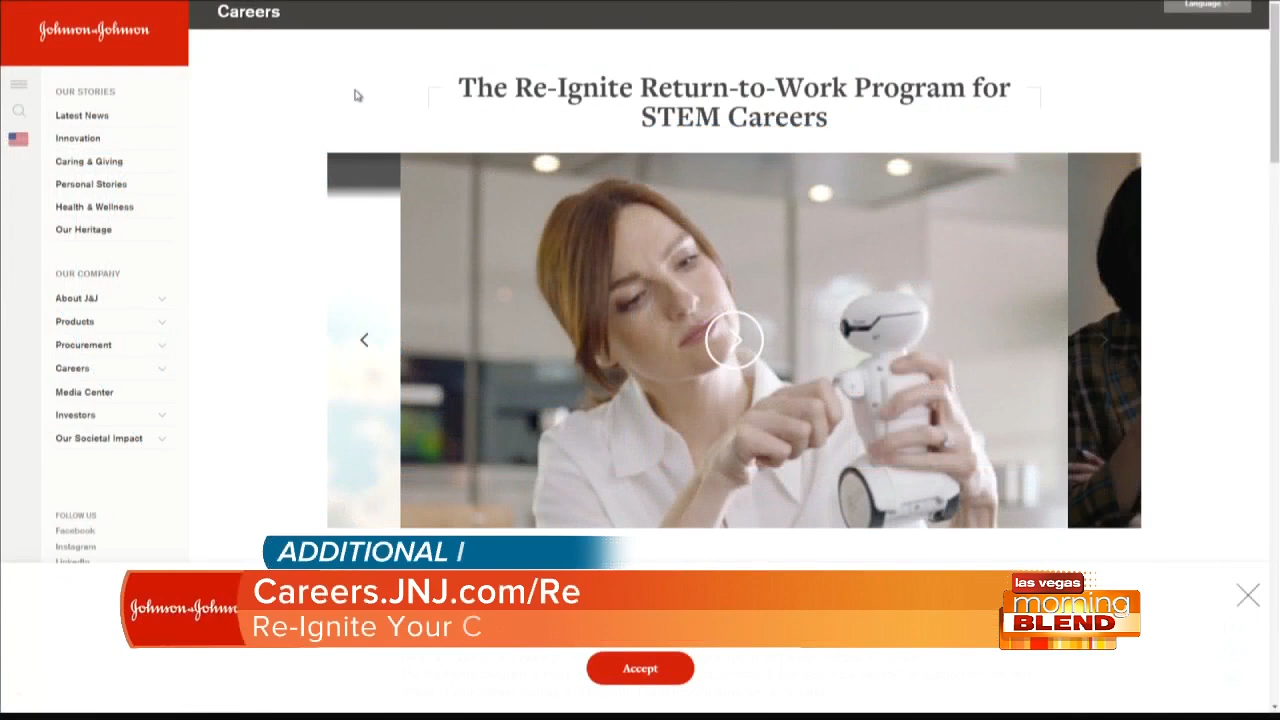 Johnson & Johnson
Careers
Language
The Re-Ignite Return-to-Work Program for
STEM Careers
OUR STORIES
Latest News
Innovation
Caring & Giving
Personal Stories
Health & Wellness
Our Heritage
OUR COMPANY
About J&J
Products
Procurement
Careers
Media Center
Investors
Our Societal Impact
FOLLOW US
Facebook
Instagram
LinkedIn
ADDITIONAL I
Johnson & Johnson
Careers.JNJ.com/Re
Re-Ignite Your C
las vegas
morning
BLEND
Accept